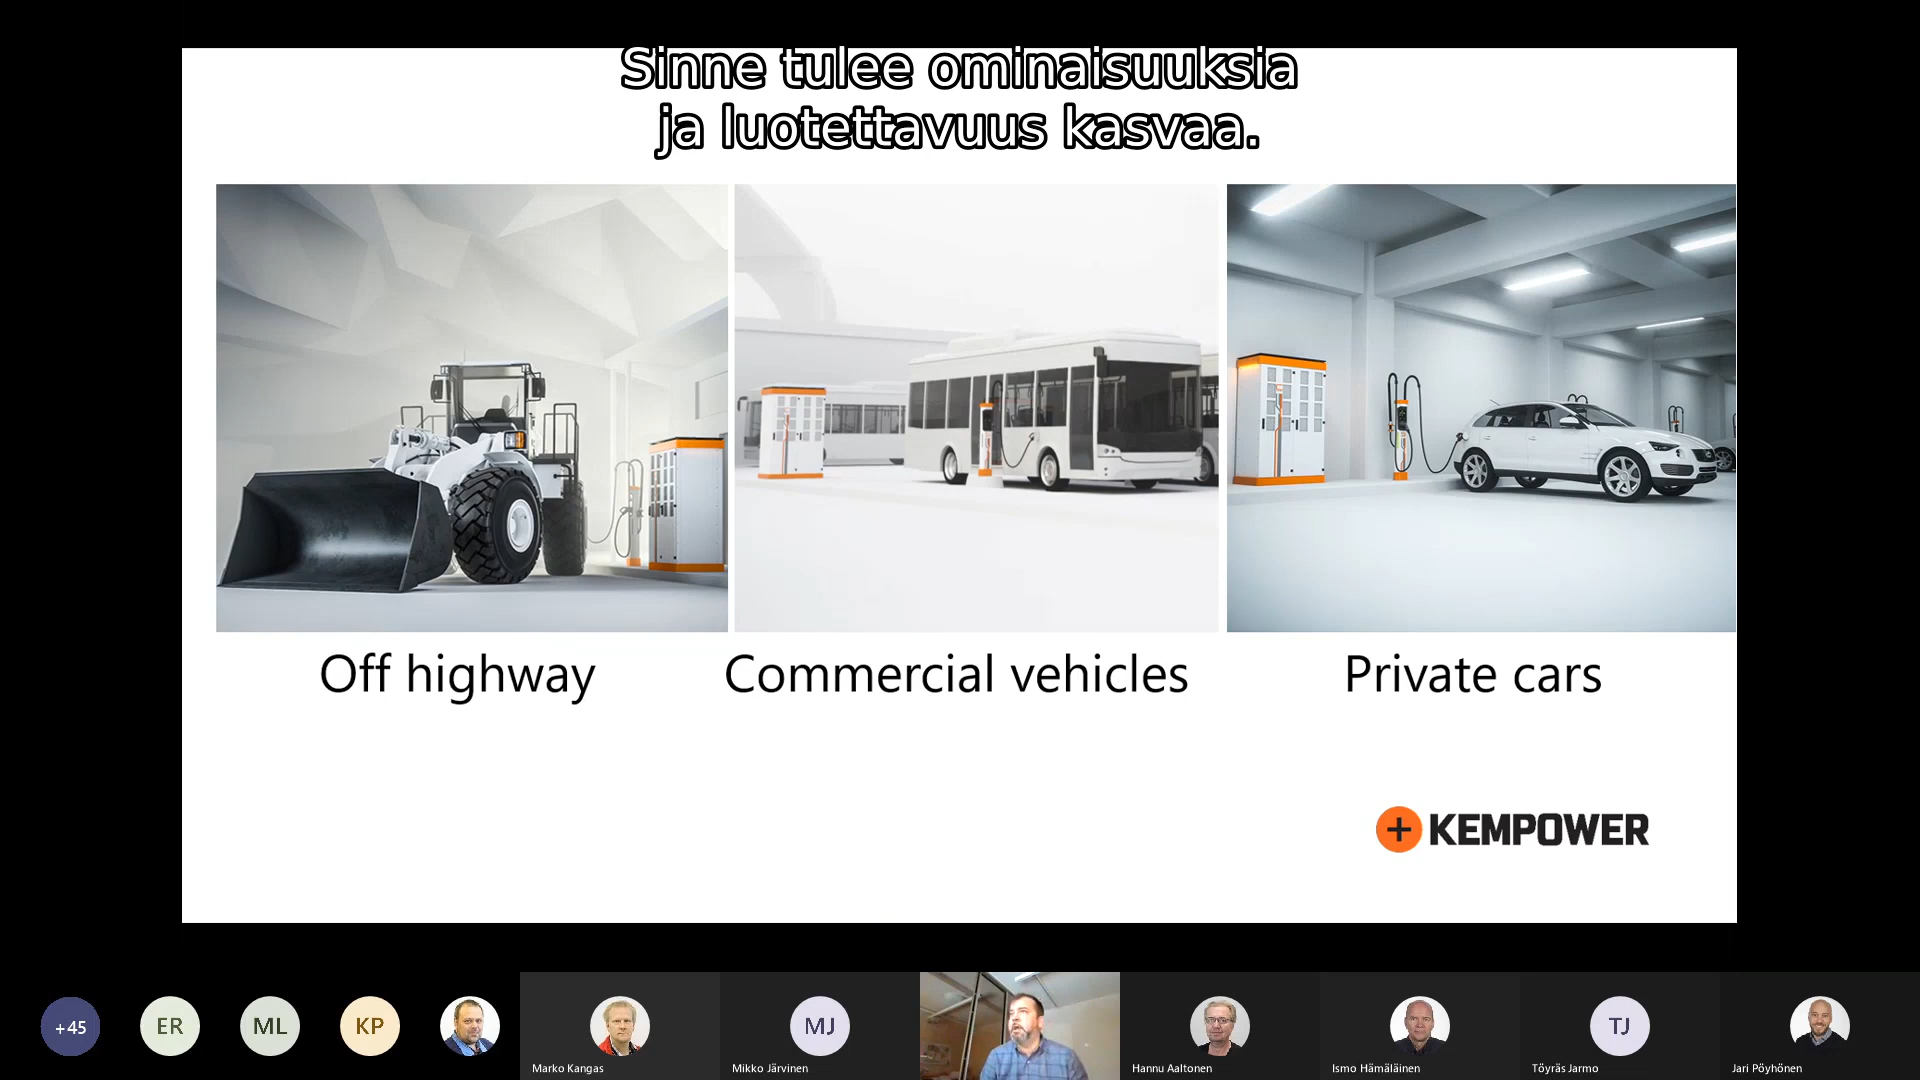 Sinne tulee ominaisuuksia
ja luotettavuus kasvaa.
Off highway
Commercial vehicles
Private cars
KEMPOWER
+45
ER
ML
KP
MJ
TJ
Marko Kangas
Mikko Järvinen
Hannu Aaltonen
Ismo Hämäläinen
Töyräs Jarmo
Jari Pöyhönen